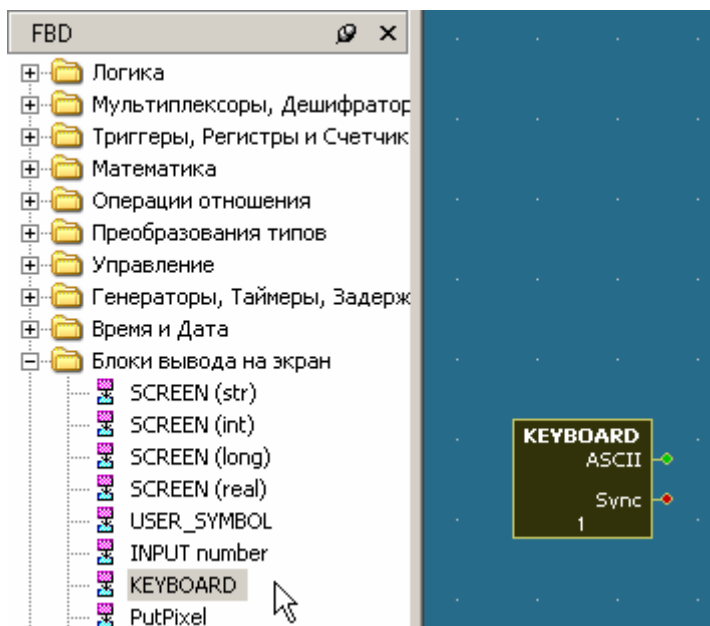 FBD
Логика
Мультиплексоры, Дешифратор
Триггеры, Регистры и Счетчик
Математика
Операции отношения
Преобразования типов
Управление
Генераторы, Таймеры, Задерж
Время и Дата
Блоки вывода на экран
SCREEN (str)
SCREEN (int)
SCREEN (long)
SCREEN (real)
USER_SYMBOL
INPUT number
KEYBOARD
PutPixel
KEYBOARD
ASCII
Sync
1